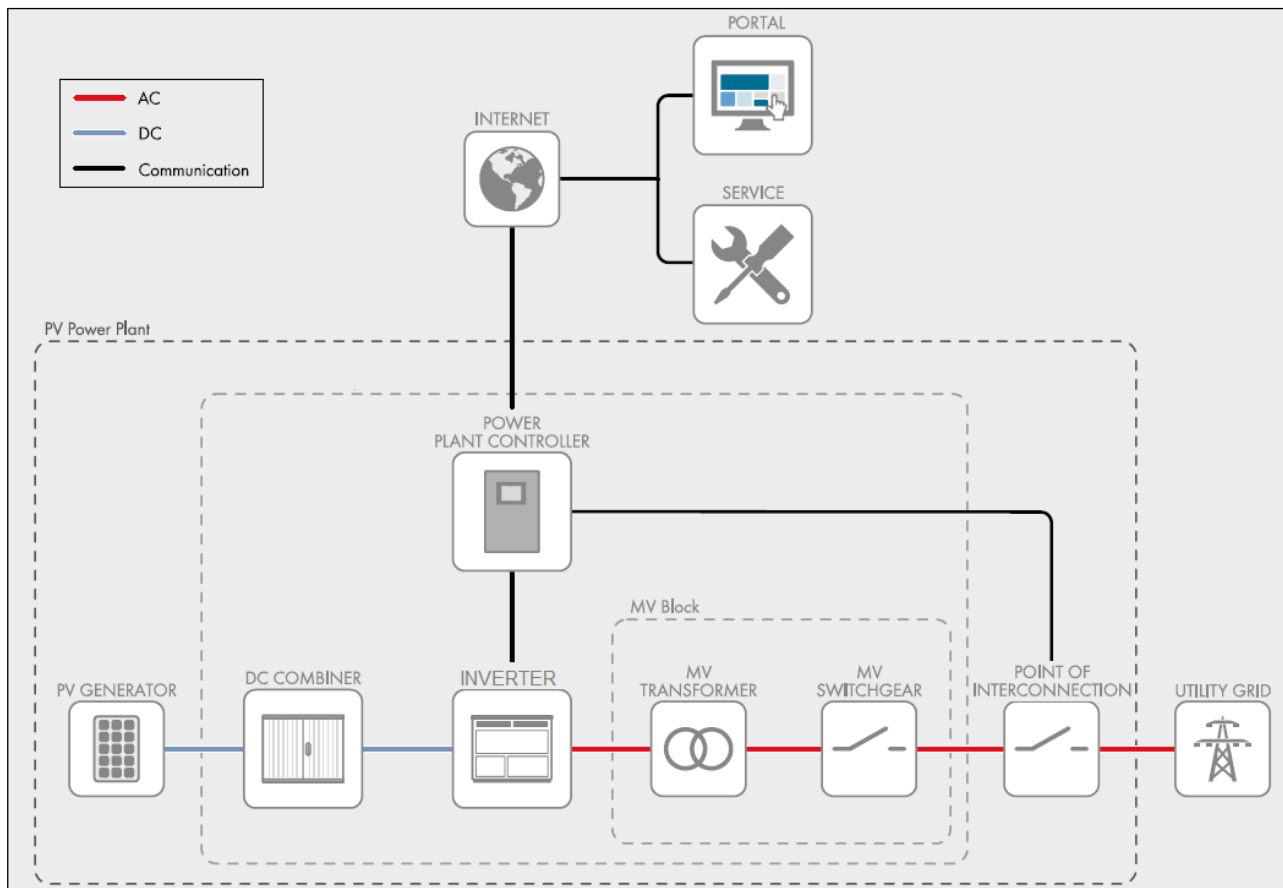 PORTAL
AC
DC
Communication
INTERNET
SERVICE
PV Power Plant
POWER
PLANT CONTROLLER
MV Block
PV GENERATOR
DC COMBINER
INVERTER
MV
TRANSFORMER
MV
SWITCHGEAR
POINT OF
INTERCONNECTION
UTILITY GRID